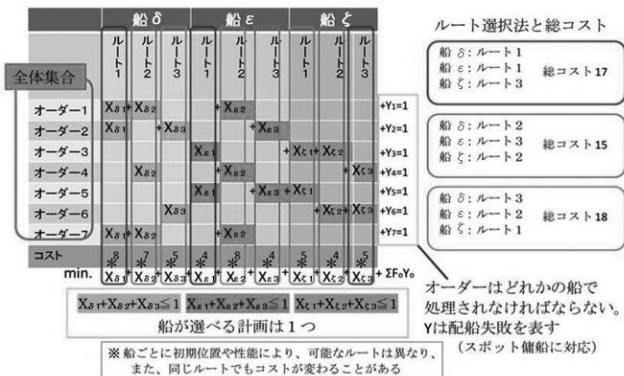 船 δ 船 ε 船 ζ
ルート1 ルート2 ルート3 ルート1 ルート2 ルート3 ルート1 ルート2 ルート3
全体集合
オーダー1 Xδ1+Xδ2 +Xε2 +Y1=1
オーダー2 Xδ1 +Xδ3 +Xε3 +Y2=1
オーダー3 Xε1 +Xζ1+Xζ2 +Y3=1
オーダー4 Xδ2 +Xε2 +Xζ3 +Y4=1
オーダー5 Xε1 +Xε3+Xζ1 +Y5=1
オーダー6 Xδ3 +Xζ2+Xζ3 +Y6=1
オーダー7 Xδ1+Xδ2 +Xε2 +Y7=1
コスト 8 7 5 4 8 4 5 4 5
* * * * * * * * *
min. Xδ1+Xδ2+Xδ3+Xε1+Xε2+Xε3+Xζ1+Xζ2+Xζ3 +ΣFoYo
Xδ1+Xδ2+Xδ3≦1 Xε1+Xε2+Xε3≦1 Xζ1+Xζ2+Xζ3≦1
船が選べる計画は1つ
※ 船ごとに初期位置や性能により、可能なルートは異なり、
また、同じルートでもコストが変わることがある
ルート選択法と総コスト
船 δ:ルート1
船 ε:ルート1
船 ζ:ルート3
総コスト17
船 δ:ルート2
船 ε:ルート3
船 ζ:ルート2
総コスト15
船 δ:ルート3
船 ε:ルート2
船 ζ:ルート1
総コスト18
オーダーはどれかの船で
処理されなければならない。
Yは配船失敗を表す
(スポット傭船に対応)